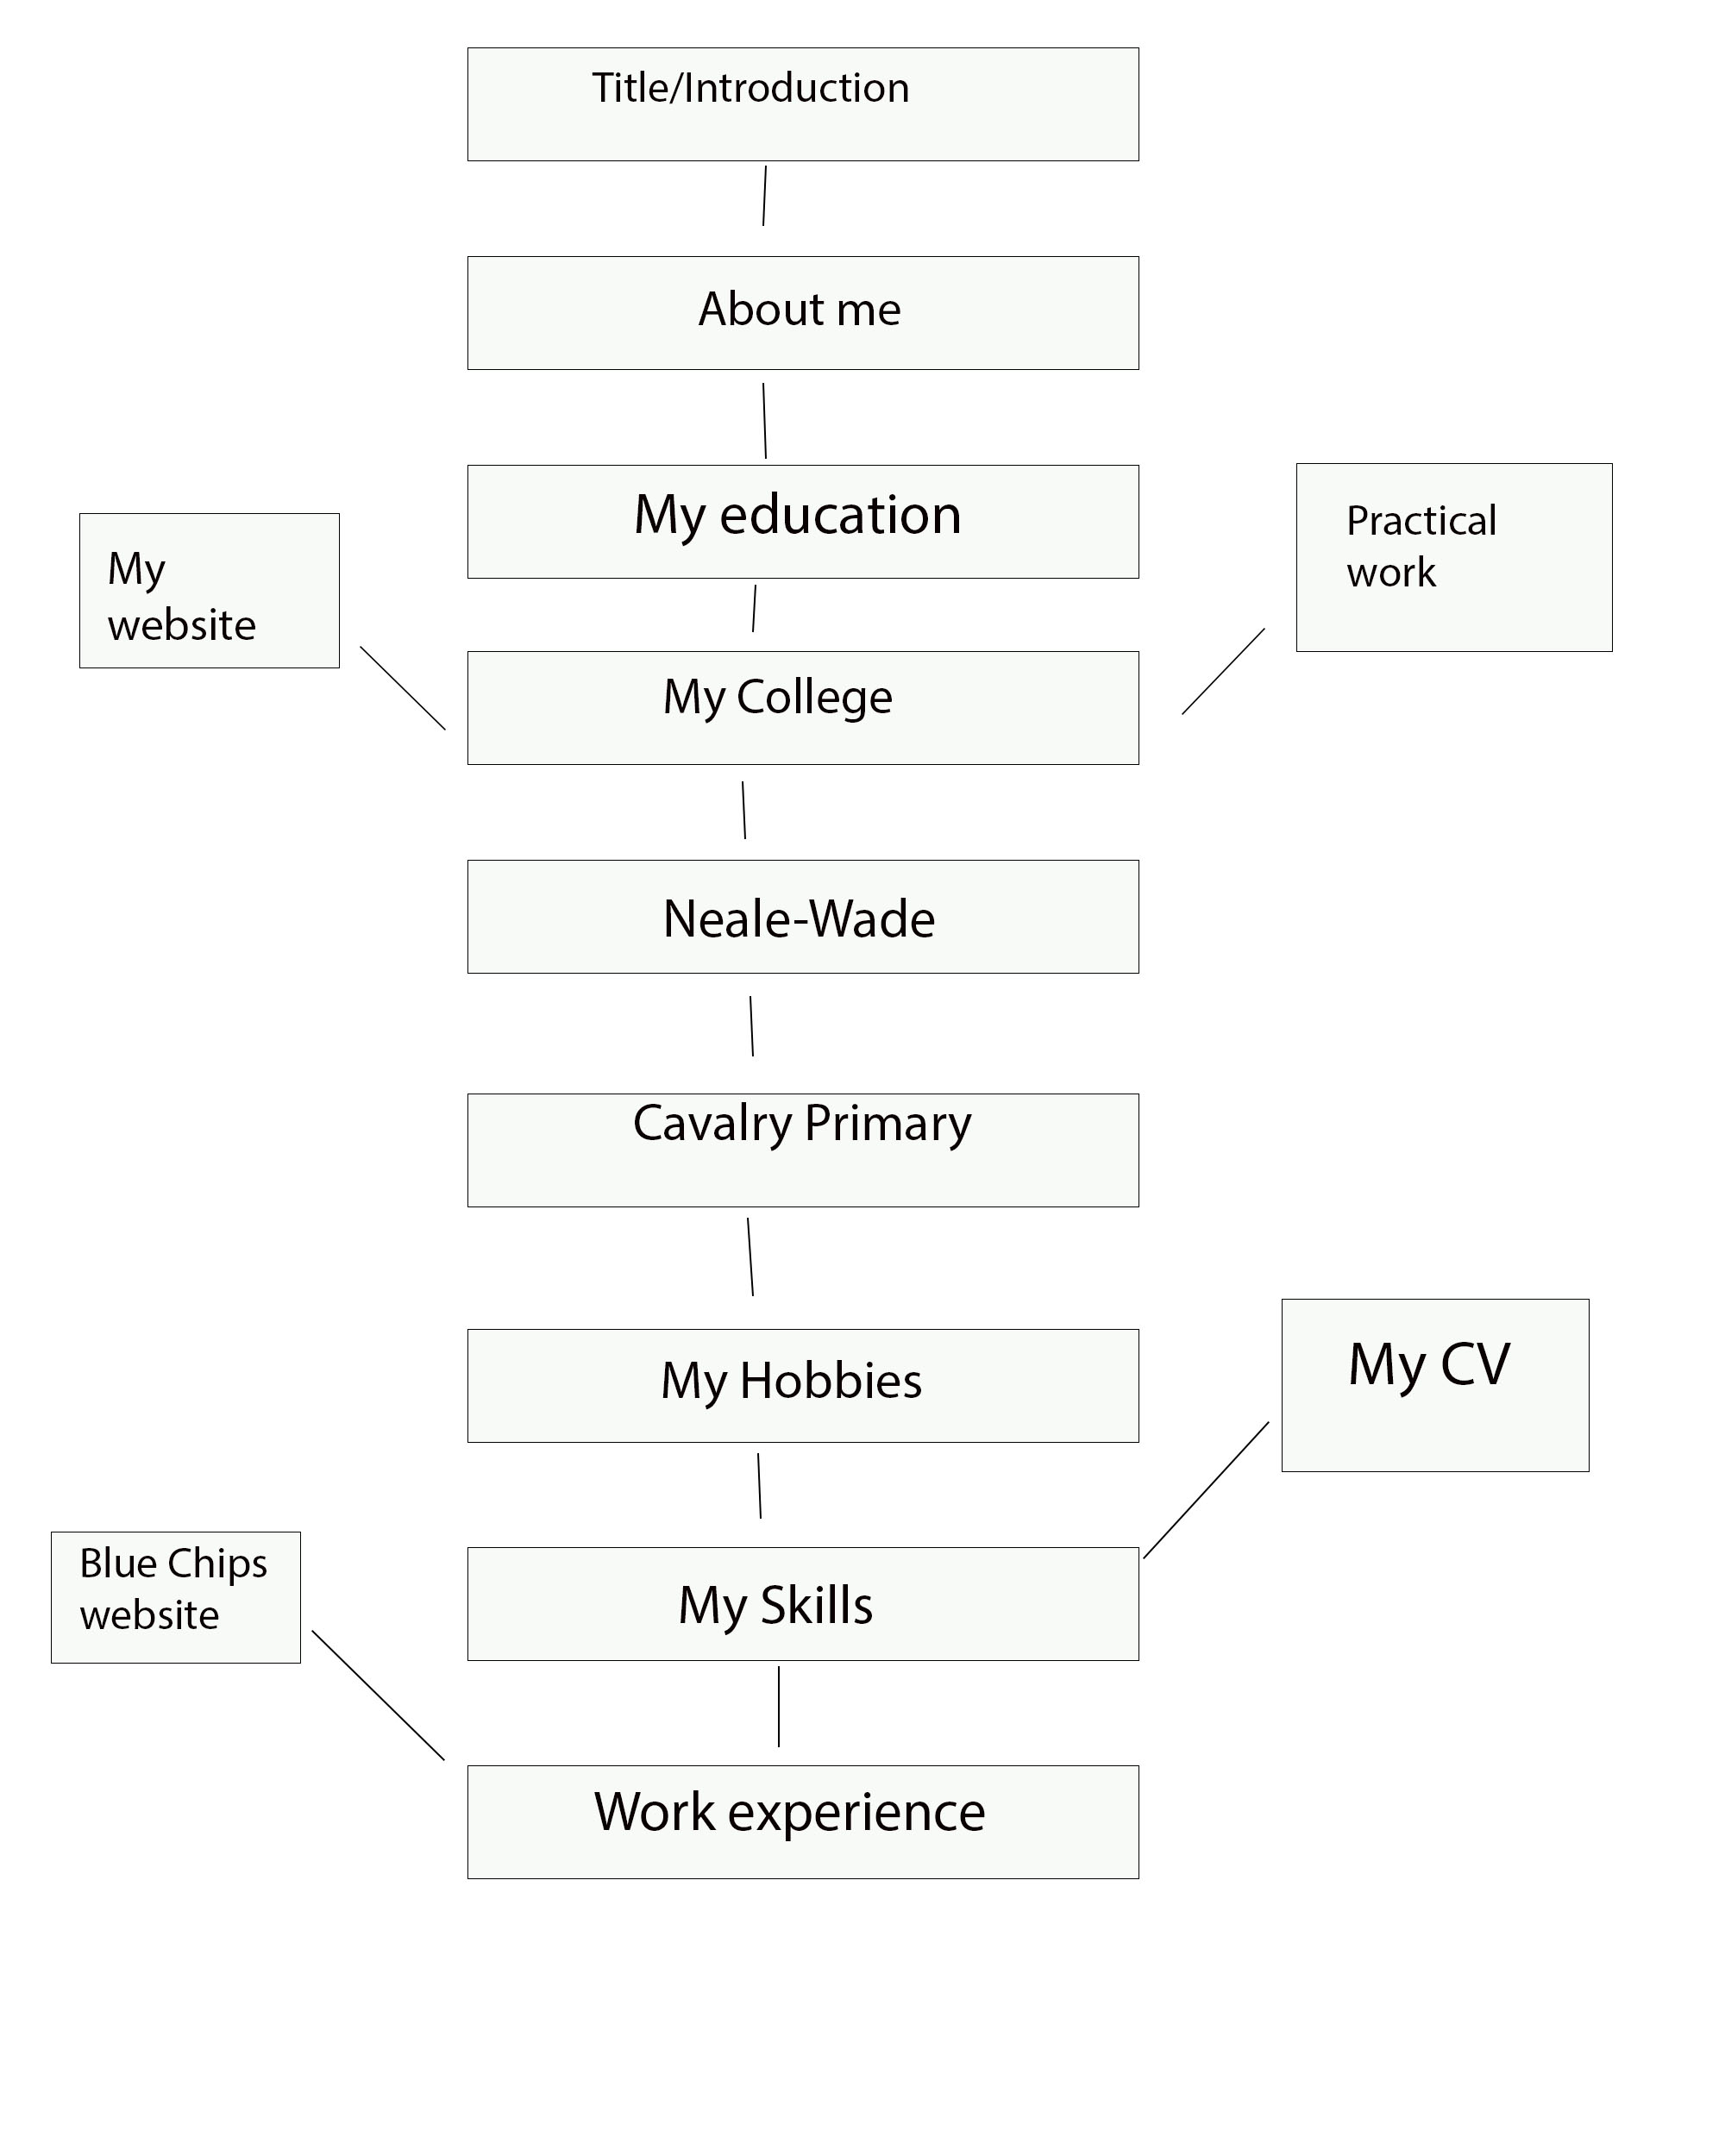 Title/Introduction
About me
My education
Practical
work
My
website
My College
Neale-Wade
Cavalry Primary
My Hobbies
My CV
Blue Chips
website
My Skills
Work experience